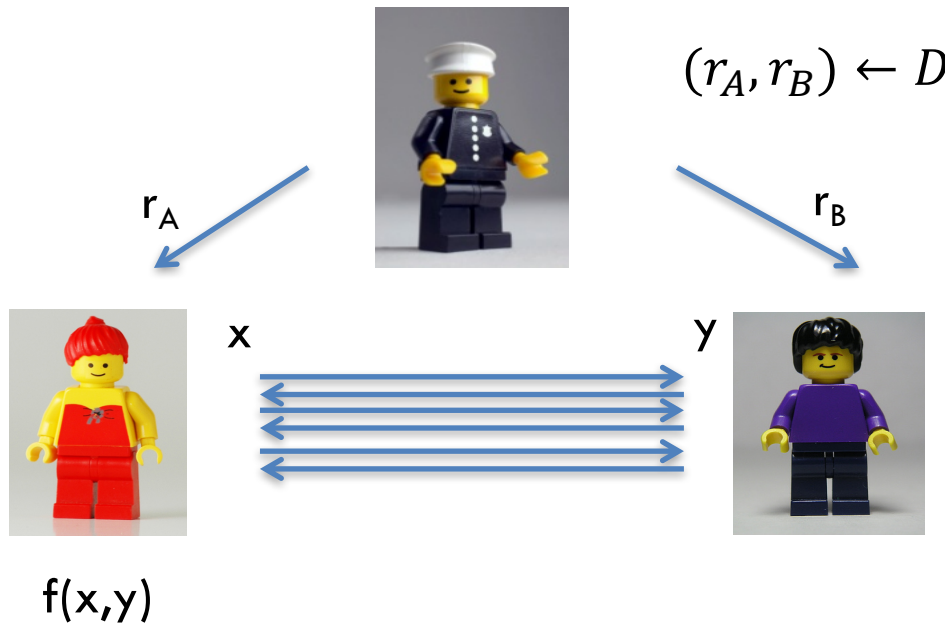 (r_A, r_B) ← D
r_A
r_B
x
y
f(x,y)